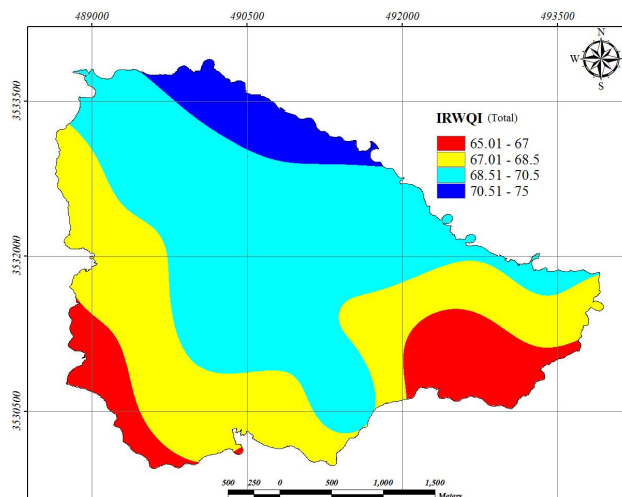 489000 490500 492000 493500
N
W E
S
3533500
IRWQI (Total)
65.01 - 67
67.01 - 68.5
68.51 - 70.5
70.51 - 75
3532000
3530500
500 250 0 500 1,000 1,500
Meters